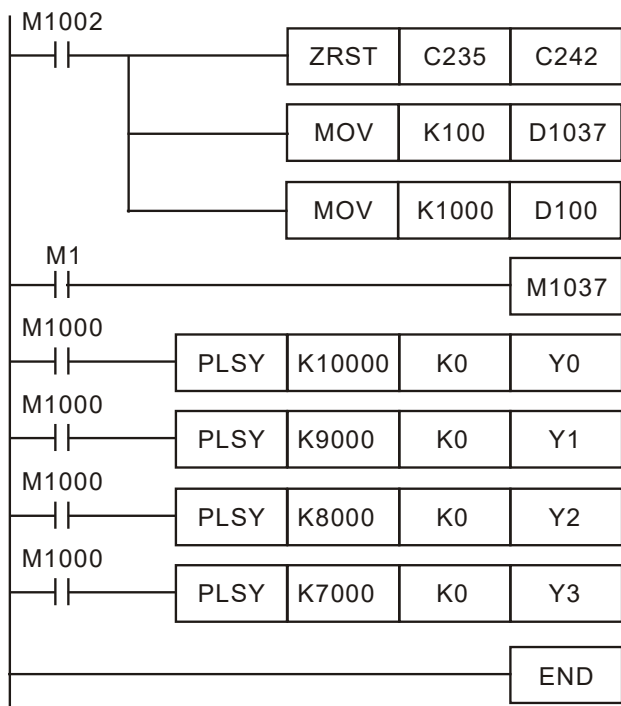 M1002
ZRST C235 C242
MOV K100 D1037
MOV K1000 D100
M1
M1037
M1000
PLSY K10000 K0 Y0
M1000
PLSY K9000 K0 Y1
M1000
PLSY K8000 K0 Y2
M1000
PLSY K7000 K0 Y3
END